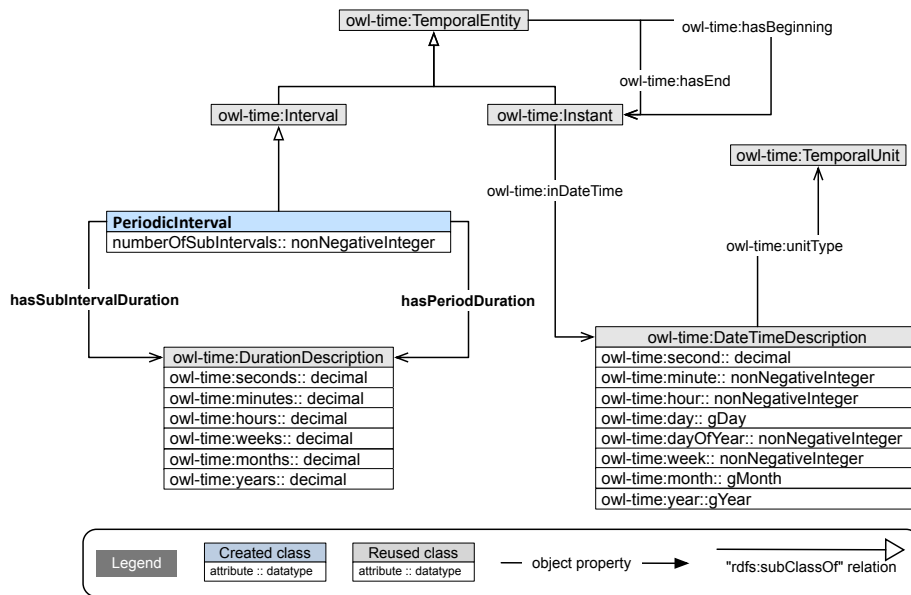 owl-time:TemporalEntity
owl-time:hasBeginning
owl-time:hasEnd
owl-time:Interval
owl-time:Instant
owl-time:TemporalUnit
owl-time:inDateTime
PeriodicInterval
numberOfSubIntervals:: nonNegativeInteger
owl-time:unitType
hasSubIntervalDuration
hasPeriodDuration
owl-time:DurationDescription
owl-time:seconds:: decimal
owl-time:minutes:: decimal
owl-time:hours:: decimal
owl-time:weeks:: decimal
owl-time:months:: decimal
owl-time:years:: decimal
owl-time:DateTimeDescription
owl-time:second:: decimal
owl-time:minute:: nonNegativeInteger
owl-time:hour:: nonNegativeInteger
owl-time:day:: gDay
owl-time:dayOfYear:: nonNegativeInteger
owl-time:week:: nonNegativeInteger
owl-time:month:: gMonth
owl-time:year::gYear
Legend
Created class
attribute :: datatype
Reused class
attribute :: datatype
object property
"rdfs:subClassOf" relation